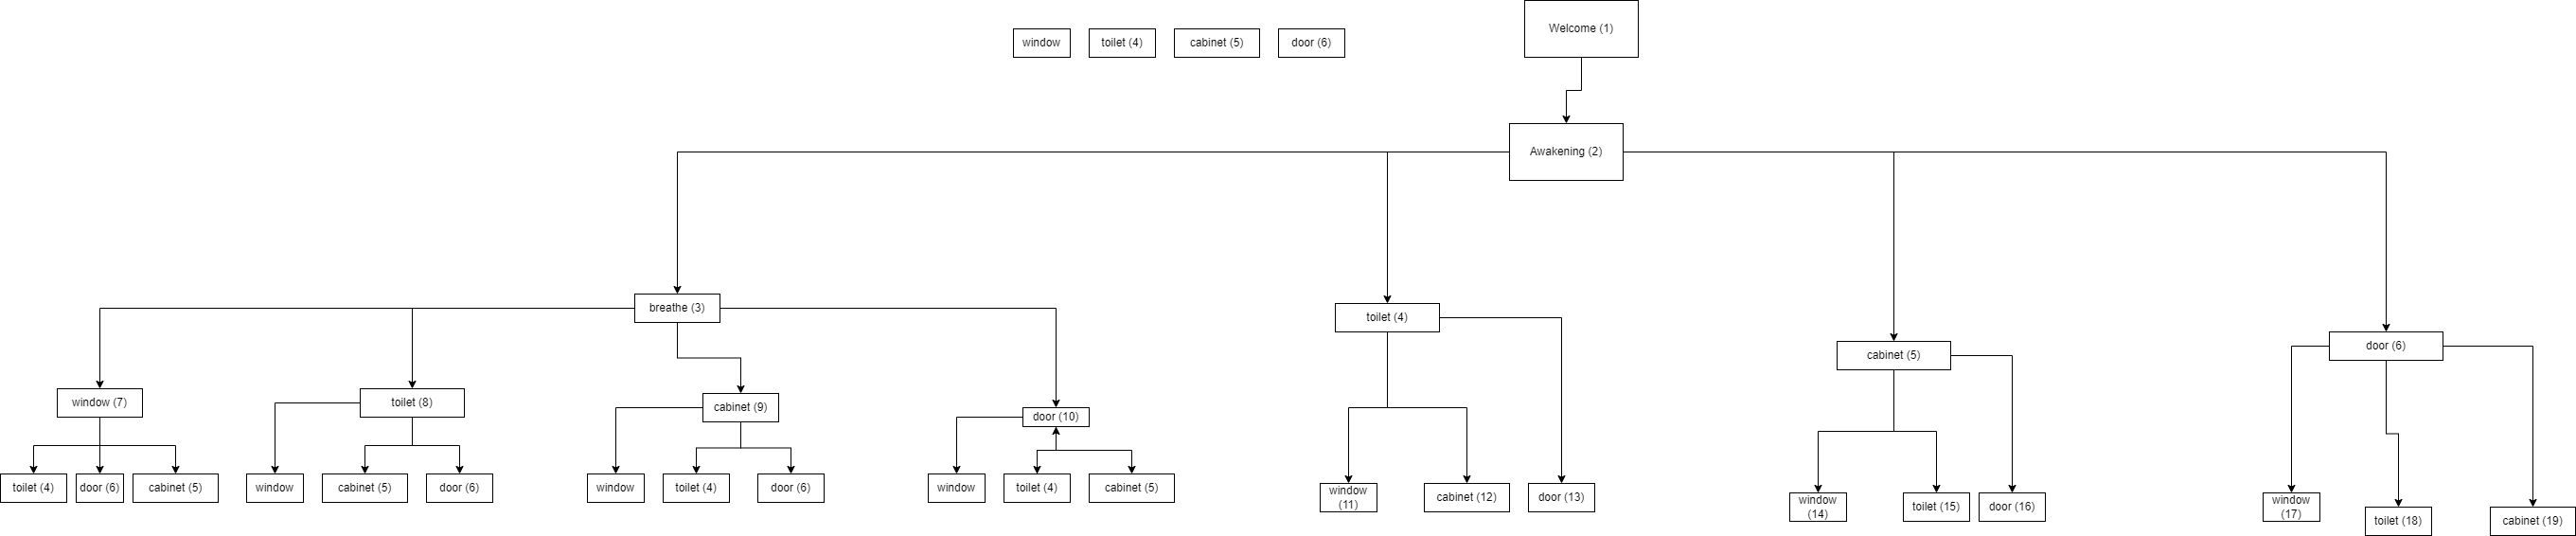 Welcome (1)
window
toilet (4)
cabinet (5)
door (6)
Awakening (2)
breathe (3)
toilet (4)
cabinet (5)
door (6)
window (7)
toilet (8)
cabinet (9)
door (10)
toilet (4)
door (6)
cabinet (5)
window
cabinet (5)
door (6)
window
toilet (4)
door (6)
window
toilet (4)
cabinet (5)
window
(11)
cabinet (12)
door (13)
window
(14)
toilet (15)
door (16)
window
(17)
toilet (18)
cabinet (19)